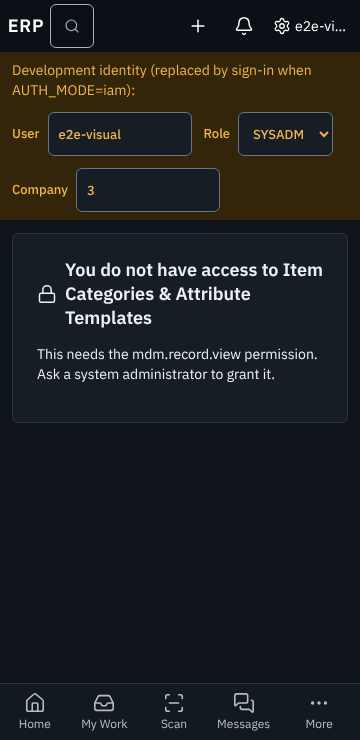 ERP
e2e-vi...
Development identity (replaced by sign-in when
AUTH_MODE=iam):
User e2e-visual Role SYSADM
Company 3
You do not have access to Item
Categories & Attribute
Templates
This needs the mdm.record.view permission.
Ask a system administrator to grant it.
Home My Work Scan Messages More